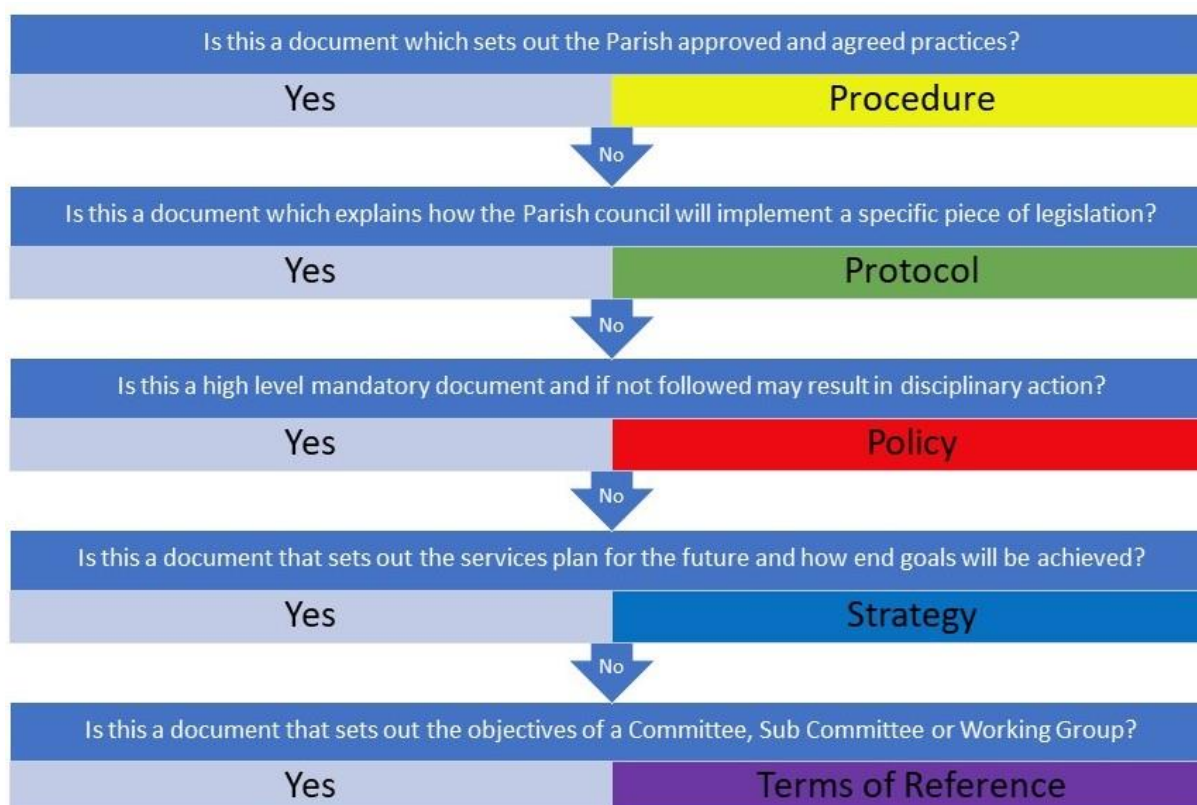 Is this a document which sets out the Parish approved and agreed practices?
Yes Procedure
No
Is this a document which explains how the Parish council will implement a specific piece of legislation?
Yes Protocol
No
Is this a high level mandatory document and if not followed may result in disciplinary action?
Yes Policy
No
Is this a document that sets out the services plan for the future and how end goals will be achieved?
Yes Strategy
No
Is this a document that sets out the objectives of a Committee, Sub Committee or Working Group?
Yes Terms of Reference